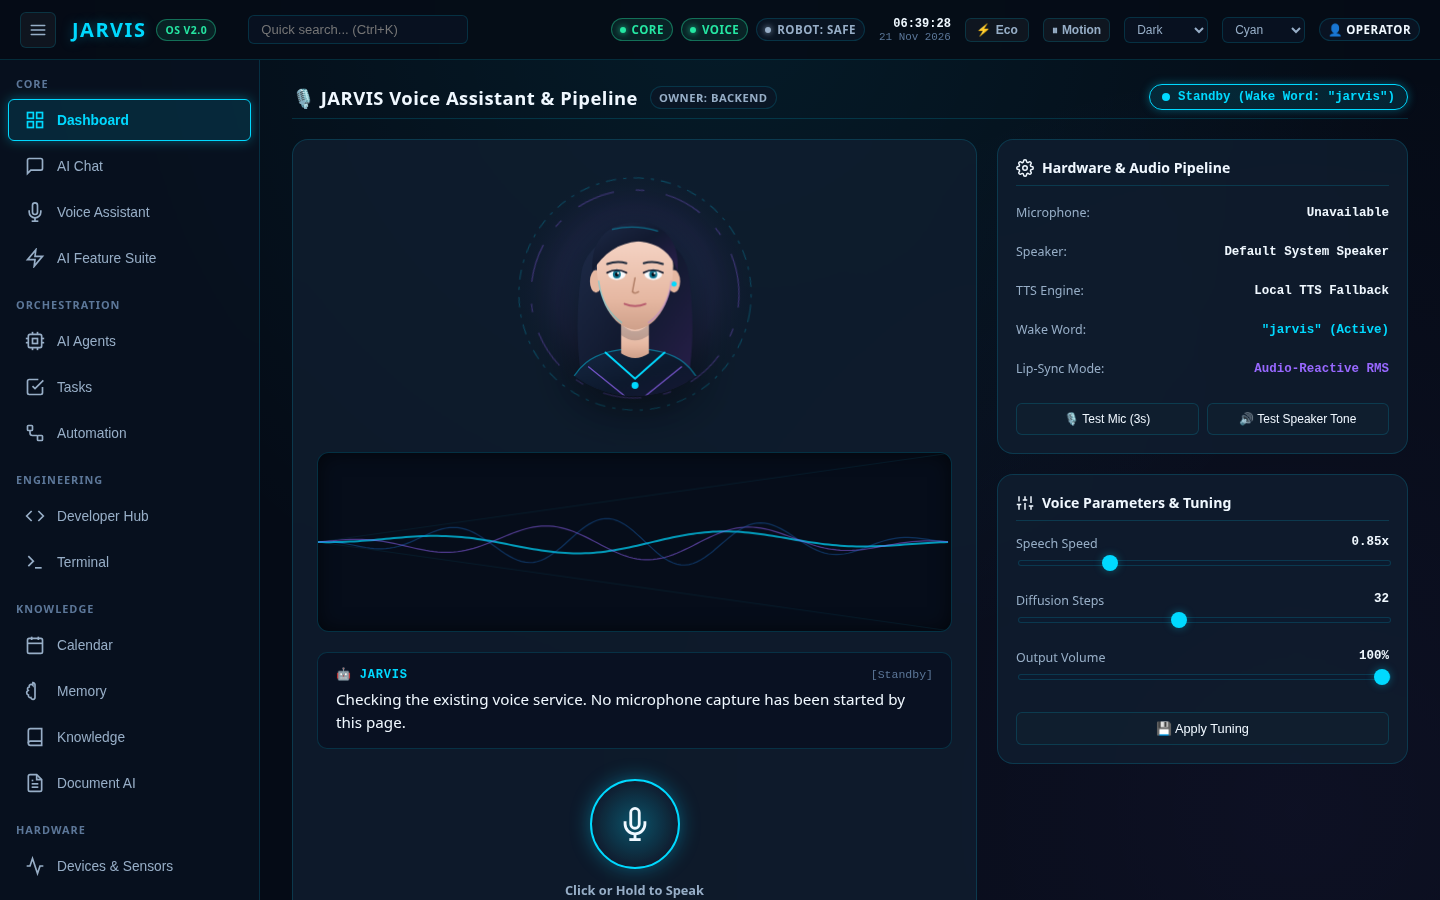 JARVIS
OS V2.0
Quick search... (Ctrl+K)
CORE
VOICE
ROBOT: SAFE
06:39:28
21 Nov 2026
⚡ Eco
Motion
Dark
Cyan
👤 OPERATOR
CORE
Dashboard
AI Chat
Voice Assistant
AI Feature Suite
ORCHESTRATION
AI Agents
Tasks
Automation
ENGINEERING
Developer Hub
Terminal
KNOWLEDGE
Calendar
Memory
Knowledge
Document AI
HARDWARE
Devices & Sensors
🎙️ JARVIS Voice Assistant & Pipeline
OWNER: BACKEND
Standby (Wake Word: "jarvis")
🤖 JARVIS
[Standby]
Checking the existing voice service. No microphone capture has been started by
this page.
Click or Hold to Speak
Hardware & Audio Pipeline
Microphone: Unavailable
Speaker: Default System Speaker
TTS Engine: Local TTS Fallback
Wake Word: "jarvis" (Active)
Lip-Sync Mode: Audio-Reactive RMS
🎙️ Test Mic (3s)
🔊 Test Speaker Tone
Voice Parameters & Tuning
Speech Speed 0.85x
Diffusion Steps 32
Output Volume 100%
💾 Apply Tuning